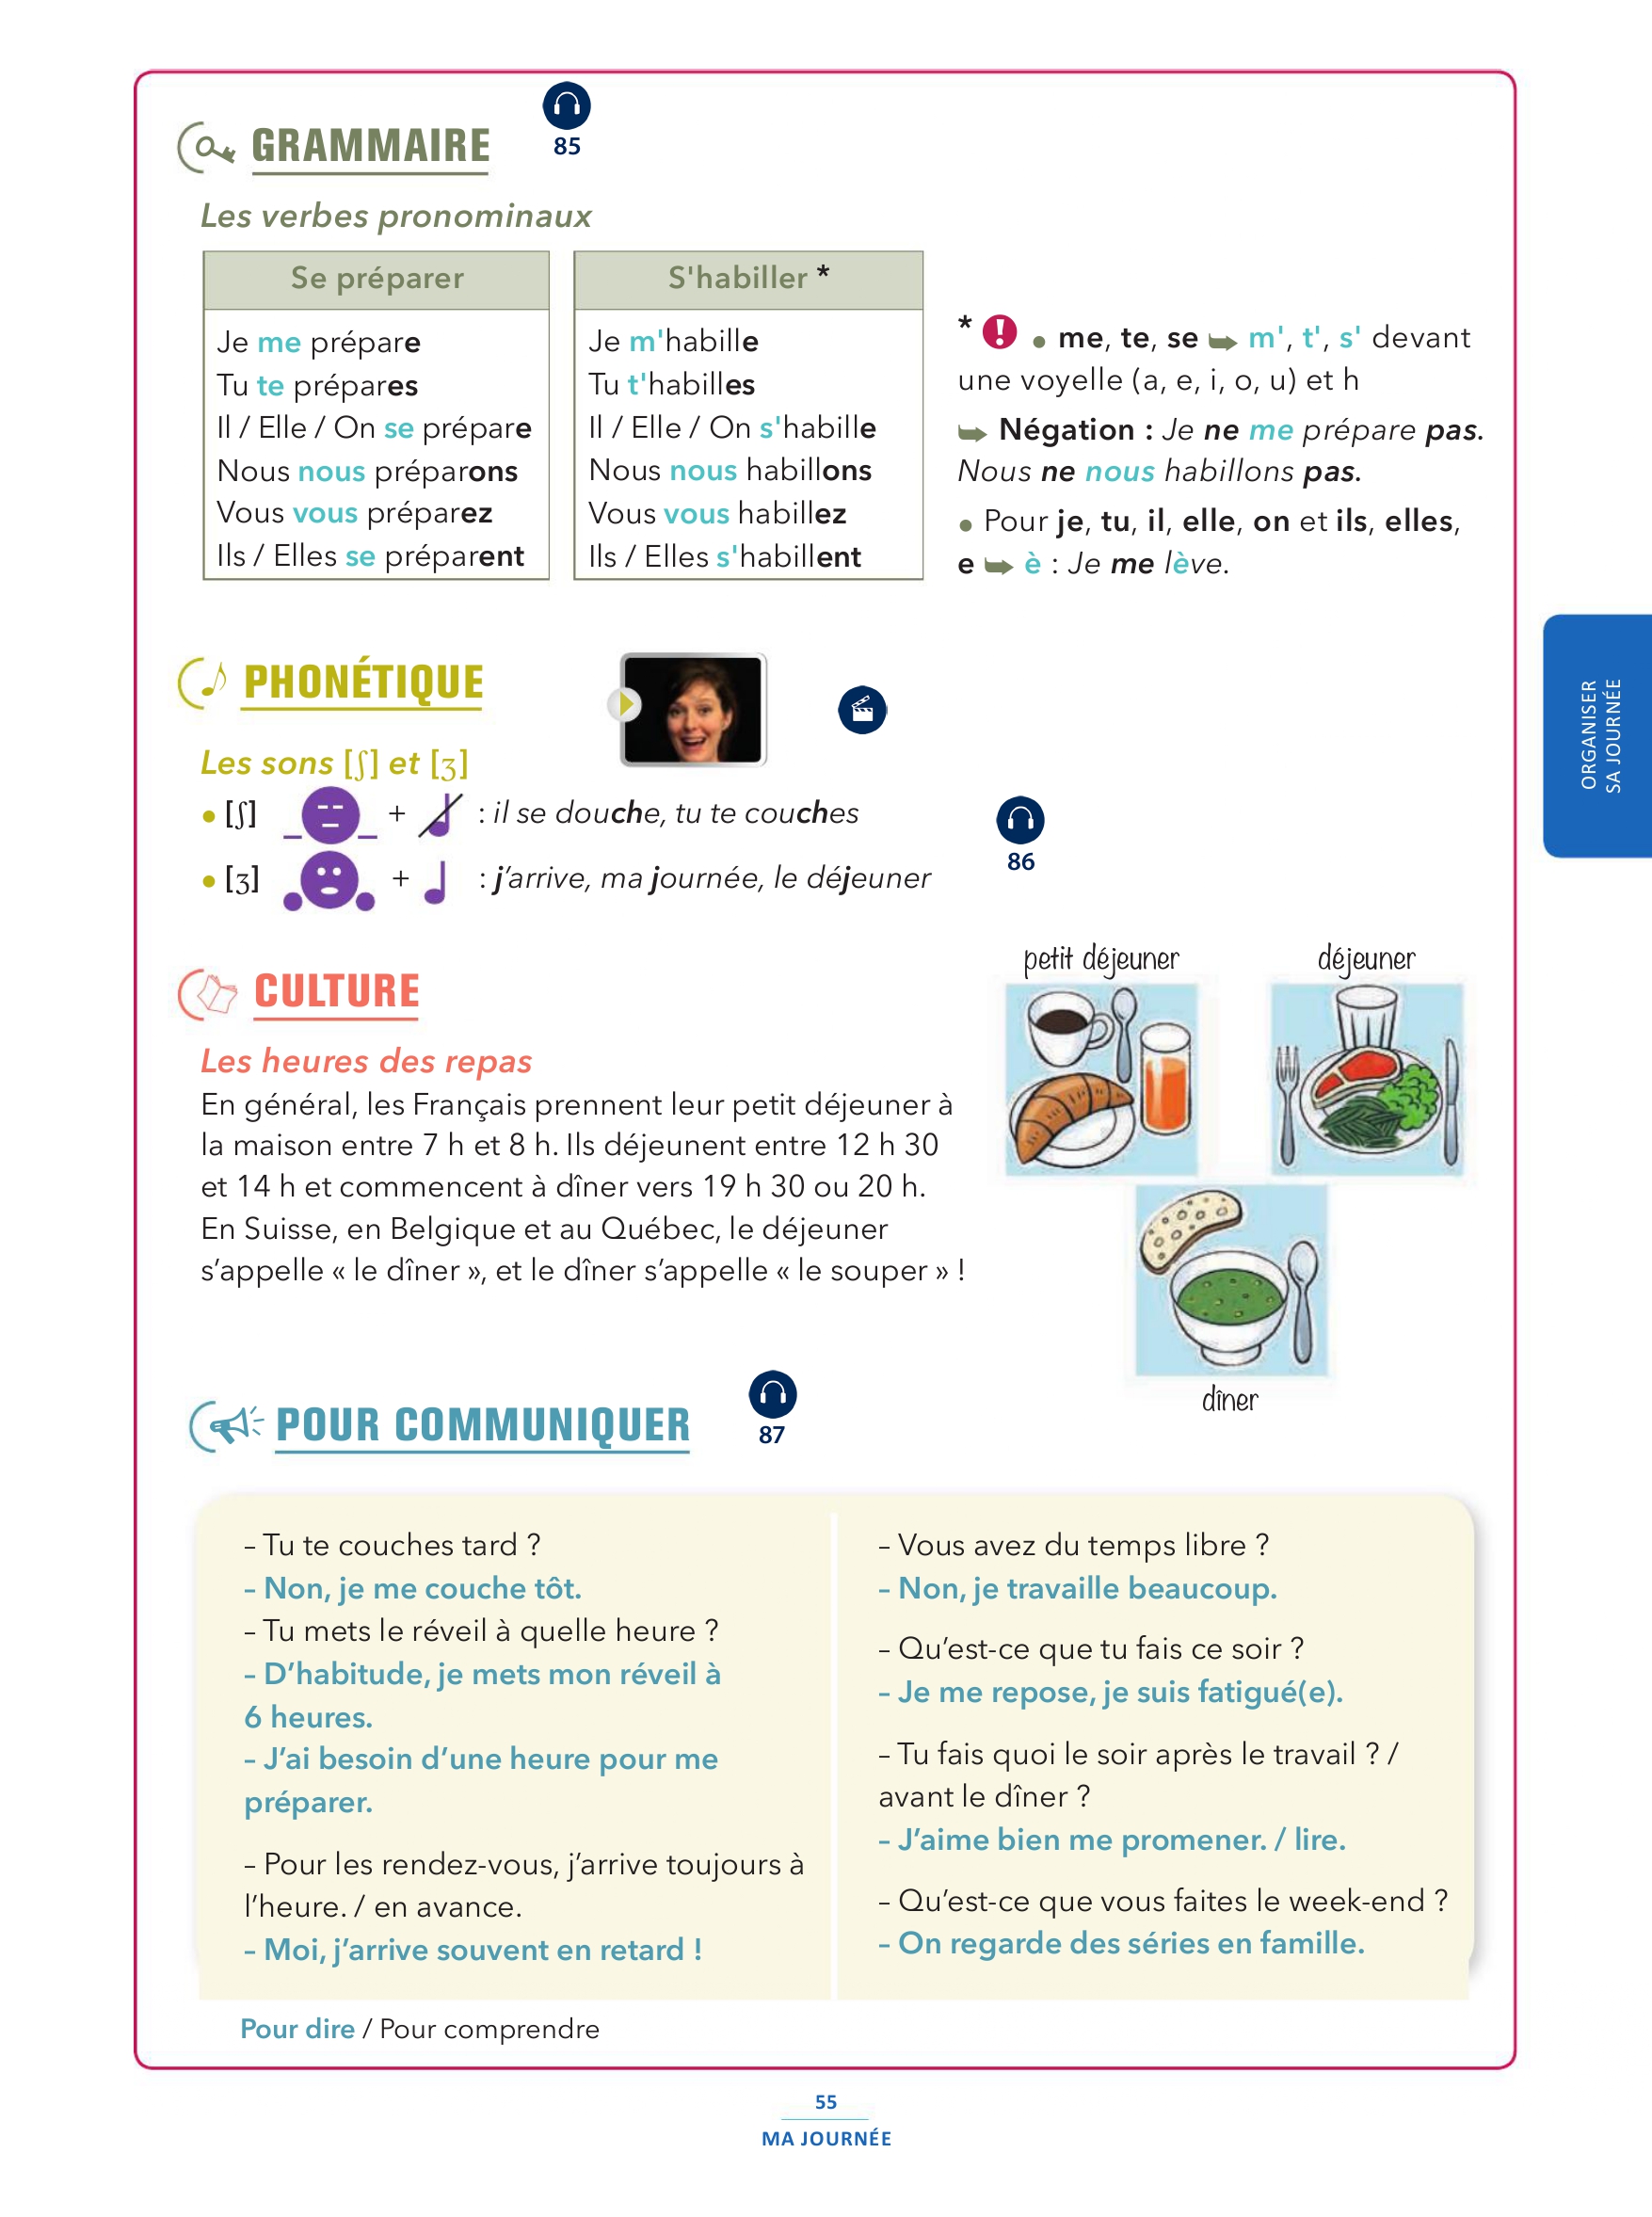 GRAMMAIRE
85
Les verbes pronominaux
Se préparer
Je me prépare
Tu te prépares
Il / Elle / On se prépare
Nous nous préparons
Vous vous préparez
Ils / Elles se préparent
S'habiller *
Je m'habille
Tu t'habilles
Il / Elle / On s'habille
Nous nous habillons
Vous vous habillez
Ils / Elles s'habillent
* ! • me, te, se ➥ m', t', s' devant
une voyelle (a, e, i, o, u) et h
➥ Négation : Je ne me prépare pas.
Nous ne nous habillons pas.
• Pour je, tu, il, elle, on et ils, elles,
e ➥ è : Je me lève.
ORGANISER
SA JOURNÉE
PHONÉTIQUE
Les sons [ʃ] et [ʒ]
• [ʃ] + : il se douche, tu te couches
86
• [ʒ] + : j’arrive, ma journée, le déjeuner
CULTURE
Les heures des repas
En général, les Français prennent leur petit déjeuner à
la maison entre 7 h et 8 h. Ils déjeunent entre 12 h 30
et 14 h et commencent à dîner vers 19 h 30 ou 20 h.
En Suisse, en Belgique et au Québec, le déjeuner
s’appelle « le dîner », et le dîner s’appelle « le souper » !
petit déjeuner
déjeuner
dîner
POUR COMMUNIQUER
87
– Tu te couches tard ?
– Non, je me couche tôt.
– Tu mets le réveil à quelle heure ?
– D’habitude, je mets mon réveil à
6 heures.
– J’ai besoin d’une heure pour me
préparer.
– Pour les rendez-vous, j’arrive toujours à
l’heure. / en avance.
– Moi, j’arrive souvent en retard !
– Vous avez du temps libre ?
– Non, je travaille beaucoup.
– Qu’est-ce que tu fais ce soir ?
– Je me repose, je suis fatigué(e).
– Tu fais quoi le soir après le travail ? /
avant le dîner ?
– J’aime bien me promener. / lire.
– Qu’est-ce que vous faites le week-end ?
– On regarde des séries en famille.
Pour dire / Pour comprendre
55
MA JOURNÉE